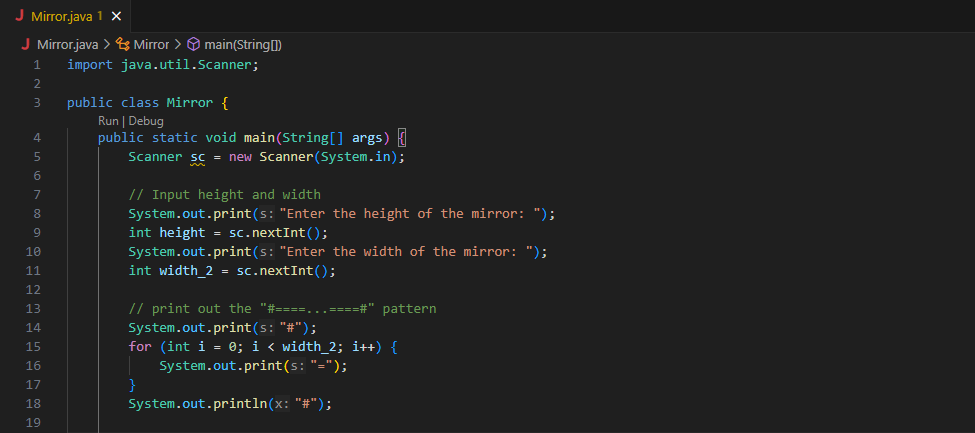 J Mirror.java 1 ×
J Mirror.java > Mirror > main(String[])
1 import java.util.Scanner;
2
3 public class Mirror {
Run | Debug
4 public static void main(String[] args) {
5 Scanner sc = new Scanner(System.in);
6
7 // Input height and width
8 System.out.print(s: "Enter the height of the mirror: ");
9 int height = sc.nextInt();
10 System.out.print(s: "Enter the width of the mirror: ");
11 int width_2 = sc.nextInt();
12
13 // print out the "#====...====#" pattern
14 System.out.print(s: "#");
15 for (int i = 0; i < width_2; i++) {
16 System.out.print(s: "=");
17 }
18 System.out.println(x: "#");
19